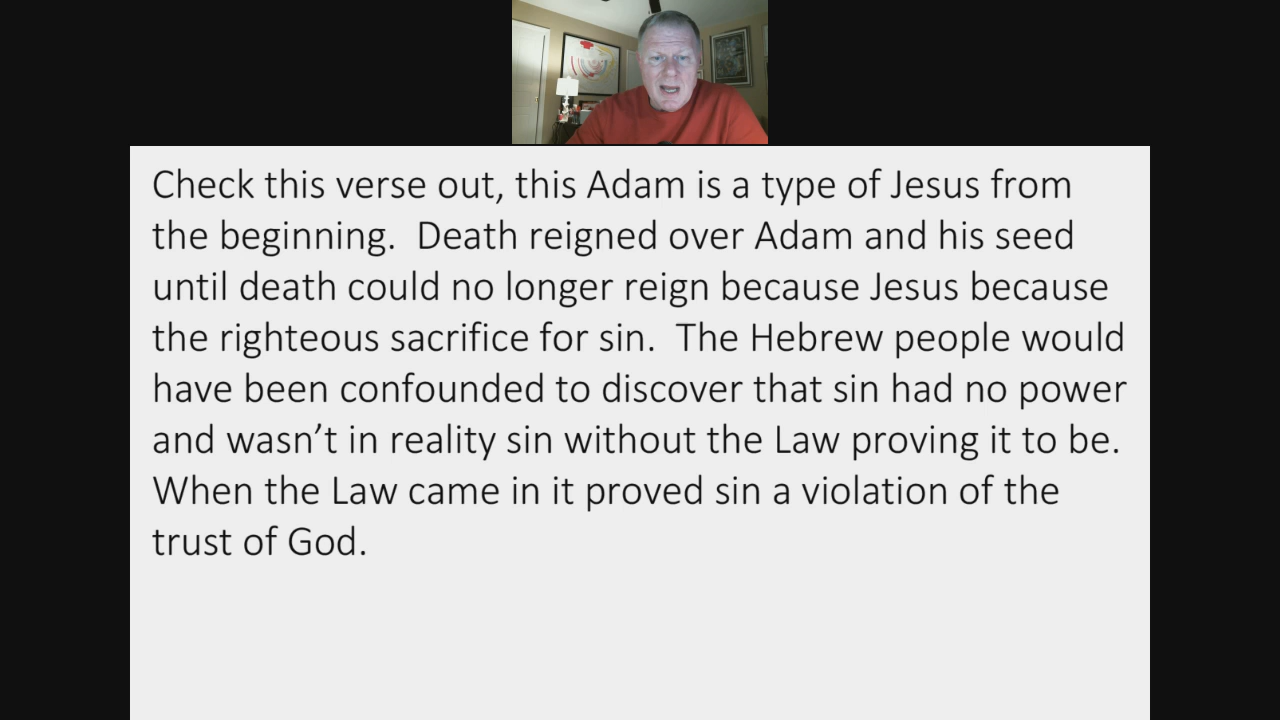 Check this verse out, this Adam is a type of Jesus from
the beginning.  Death reigned over Adam and his seed
until death could no longer reign because Jesus because
the righteous sacrifice for sin.  The Hebrew people would
have been confounded to discover that sin had no power
and wasn’t in reality sin without the Law proving it to be.
When the Law came in it proved sin a violation of the
trust of God.